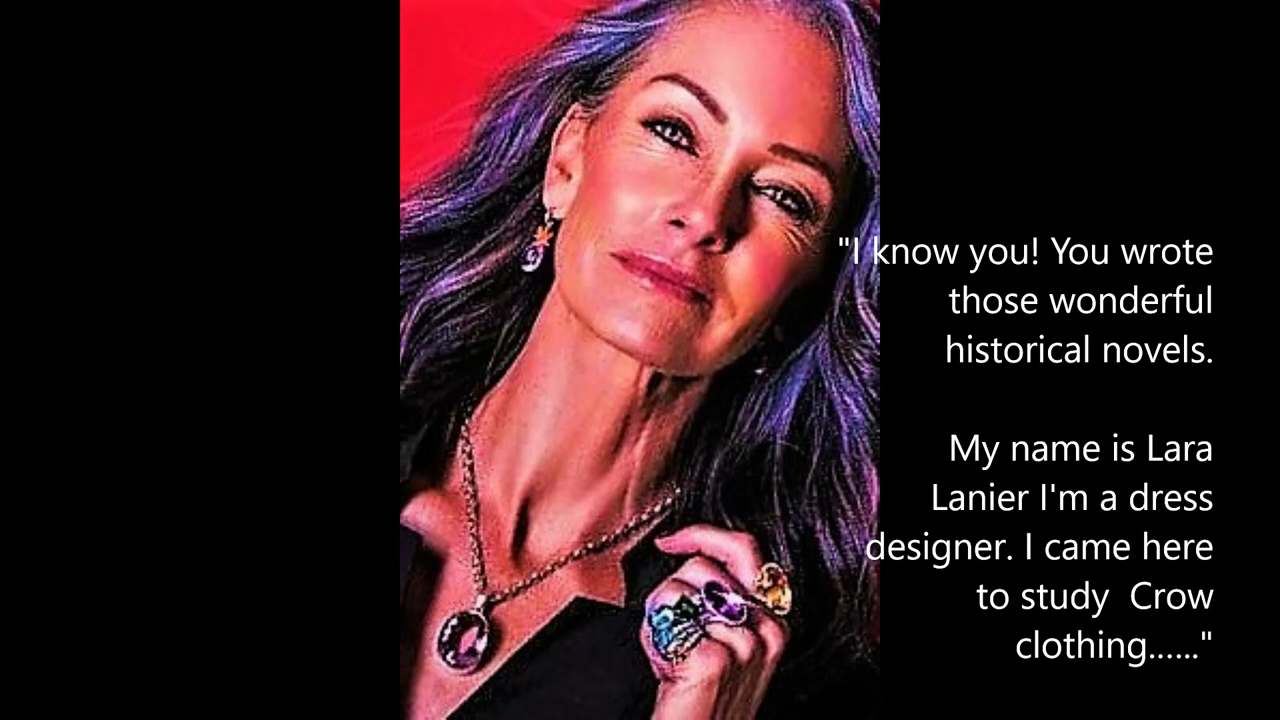 "I know you! You wrote
those wonderful
historical novels.
My name is Lara
Lanier I'm a dress
designer. I came here
to study  Crow
clothing......"